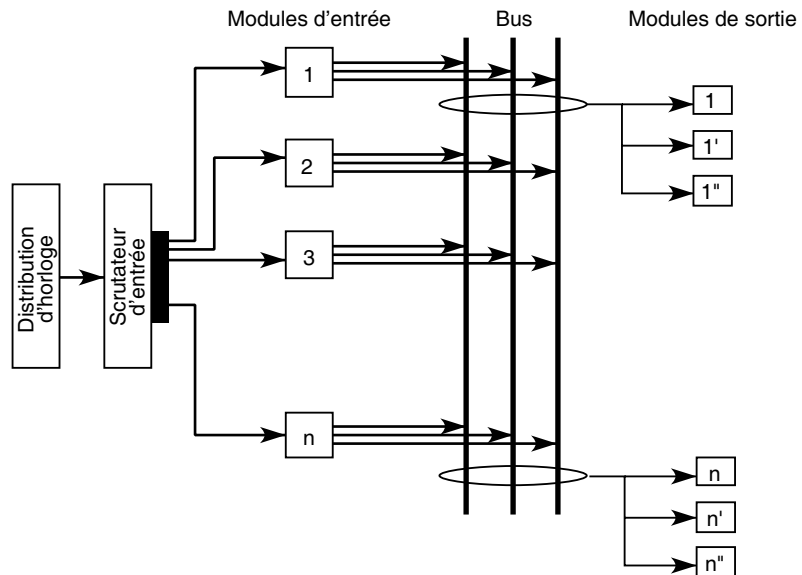 Modules d'entrée
Bus
Modules de sortie
1
2
3
n
Distribution
d'horloge
Scrutateur
d'entrée
1
1'
1"
n
n'
n"